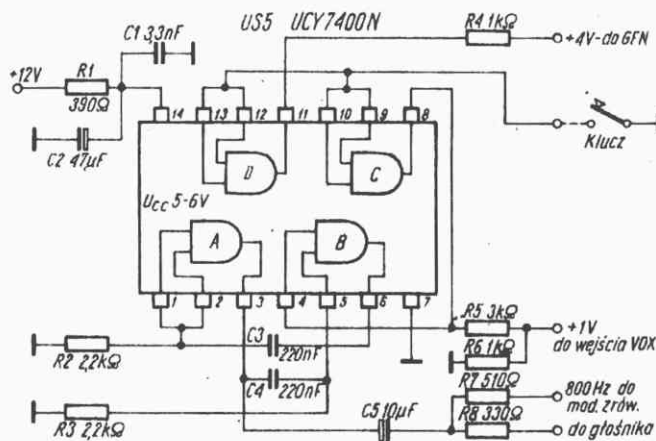 C1 3,3nF
US5 UCY7400N
R4 1kΩ
+4V-do GFN
+12V
R1
390Ω
14 13 12 11 10 9 8
C2 47µF
Klucz
D
C
Ucc 5-6V
A
B
1 2 3 4 5 6 7
R2 2,2kΩ
C3
220nF
C4
220nF
R3 2,2kΩ
R5 3kΩ
+1V
do wejścia VOX
R6 1kΩ
R7 510Ω
800 Hz do
mod. zrów.
C5 10µF
R8 330Ω
do głośnika